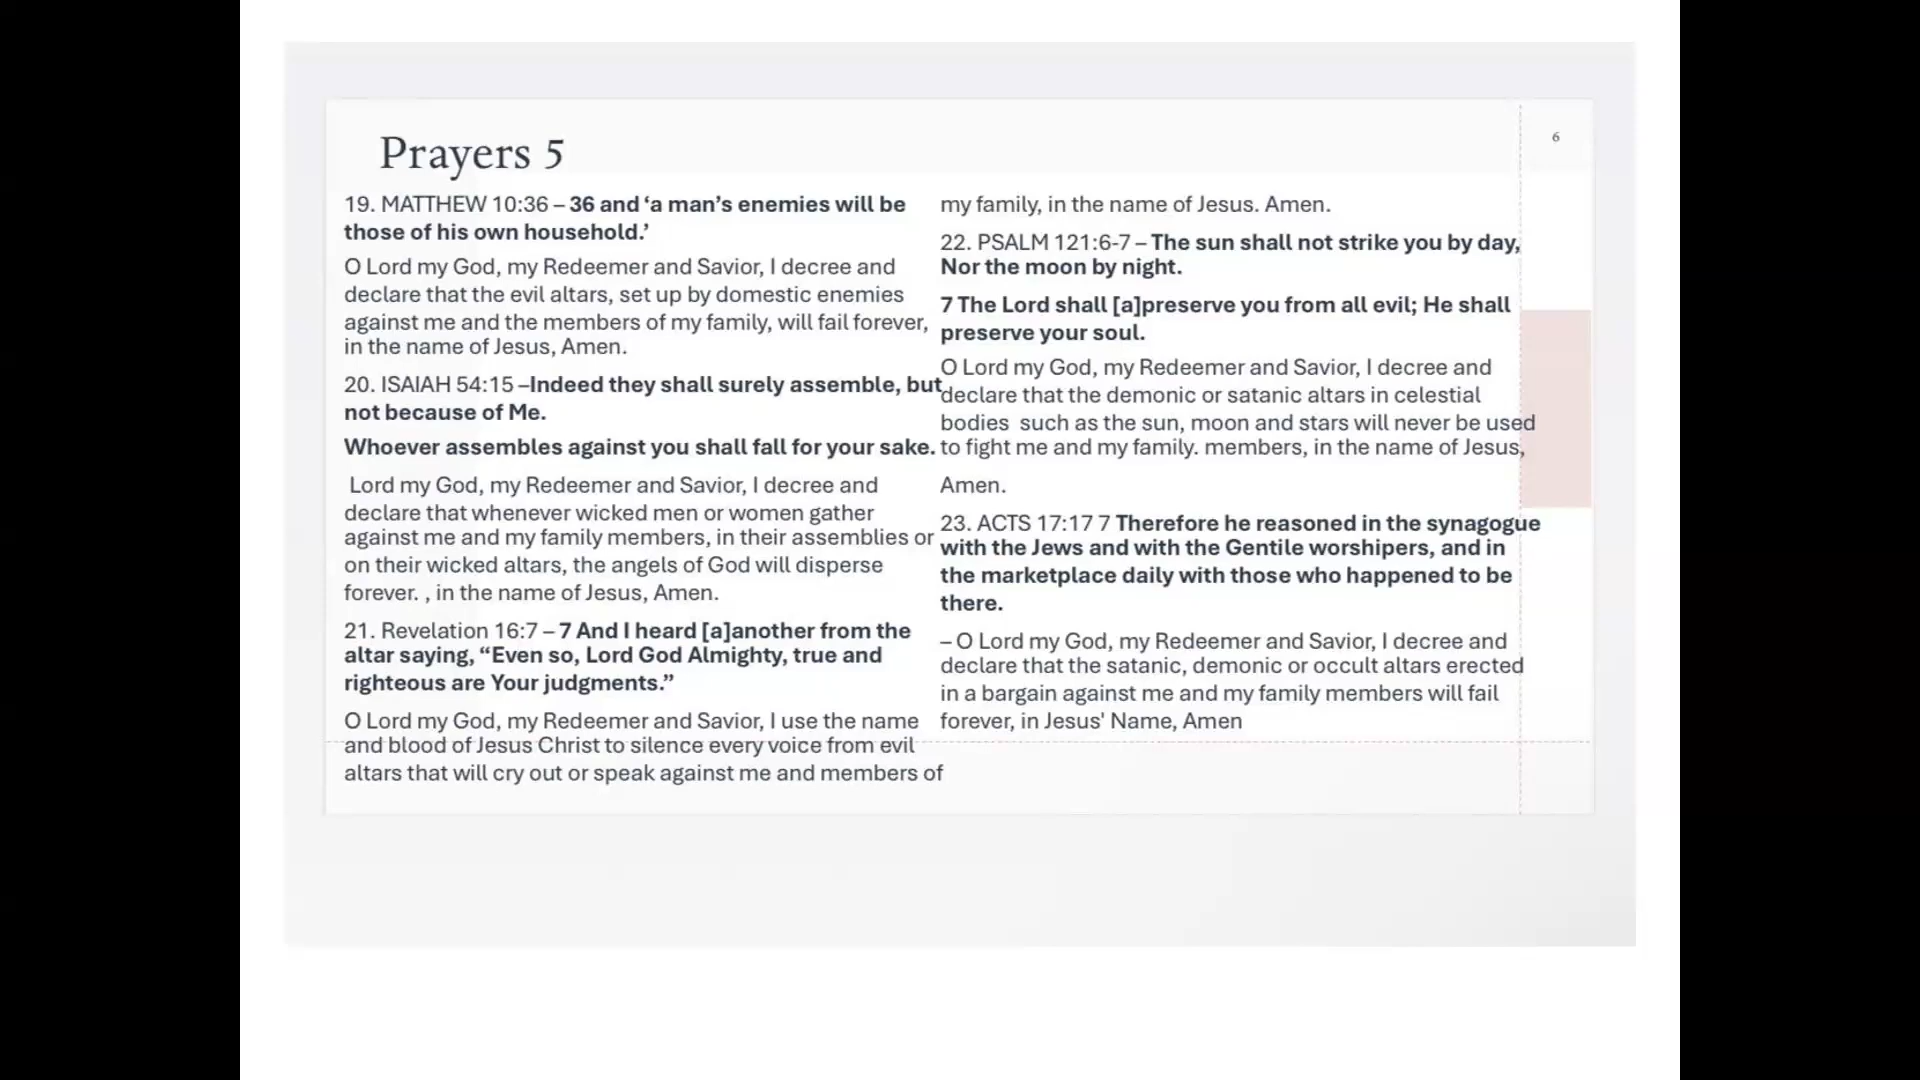 Prayers 5
6
19. MATTHEW 10:36 – 36 and ‘a man’s enemies will be
those of his own household.’
O Lord my God, my Redeemer and Savior, I decree and
declare that the evil altars, set up by domestic enemies
against me and the members of my family, will fail forever,
in the name of Jesus, Amen.
20. ISAIAH 54:15 –Indeed they shall surely assemble, but
not because of Me.
Whoever assembles against you shall fall for your sake.
Lord my God, my Redeemer and Savior, I decree and
declare that whenever wicked men or women gather
against me and my family members, in their assemblies or
on their wicked altars, the angels of God will disperse
forever. , in the name of Jesus, Amen.
21. Revelation 16:7 – 7 And I heard [a]another from the
altar saying, “Even so, Lord God Almighty, true and
righteous are Your judgments.”
O Lord my God, my Redeemer and Savior, I use the name
and blood of Jesus Christ to silence every voice from evil
altars that will cry out or speak against me and members of
my family, in the name of Jesus. Amen.
22. PSALM 121:6-7 – The sun shall not strike you by day,
Nor the moon by night.
7 The Lord shall [a]preserve you from all evil; He shall
preserve your soul.
O Lord my God, my Redeemer and Savior, I decree and
declare that the demonic or satanic altars in celestial
bodies  such as the sun, moon and stars will never be used
to fight me and my family. members, in the name of Jesus,
Amen.
23. ACTS 17:17 7 Therefore he reasoned in the synagogue
with the Jews and with the Gentile worshipers, and in
the marketplace daily with those who happened to be
there.
– O Lord my God, my Redeemer and Savior, I decree and
declare that the satanic, demonic or occult altars erected
in a bargain against me and my family members will fail
forever, in Jesus' Name, Amen